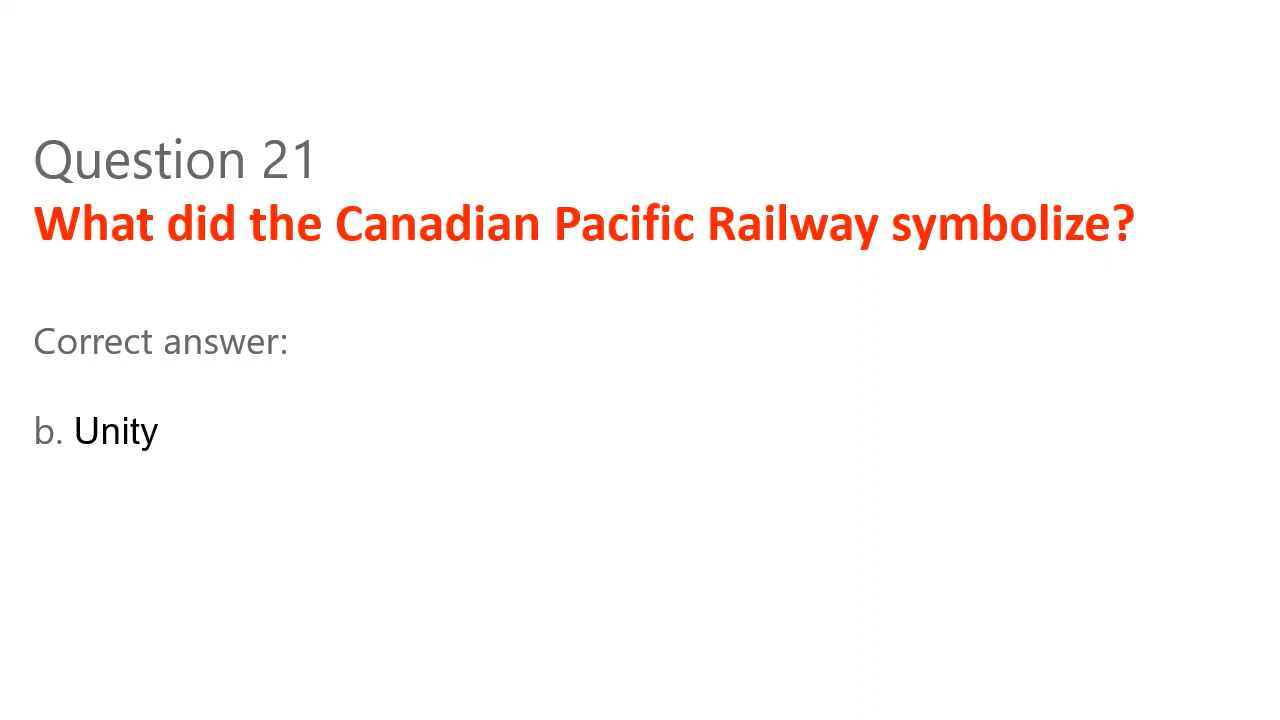 Question 21
What did the Canadian Pacific Railway symbolize?
Correct answer:
b. Unity